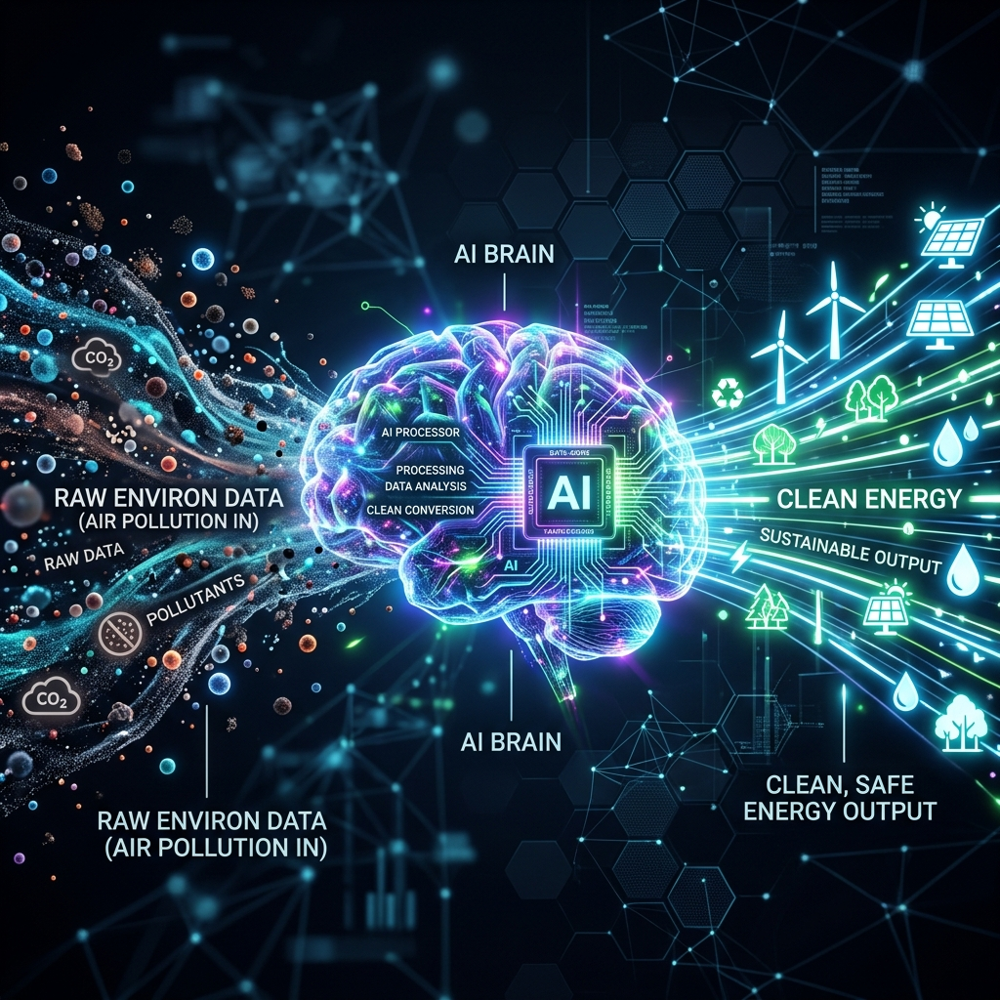 AI BRAIN
CO₂
AI PROCESSOR
PROCESSING
DATA ANALYSIS
CLEAN CONVERSION
AI
AI
RAW ENVIRON DATA
(AIR POLLUTION IN)
RAW DATA
POLLUTANTS
CO₂
CLEAN ENERGY
SUSTAINABLE OUTPUT
AI BRAIN
RAW ENVIRON DATA
(AIR POLLUTION IN)
CLEAN, SAFE
ENERGY OUTPUT